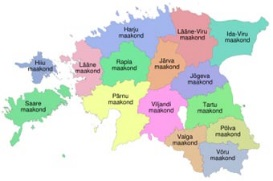 Harju
maakond
Lääne-Viru
maakond
Ida-Viru
maakond
Hiiu
maakond
Lääne
maakond
Rapla
maakond
Järva
maakond
Jõgeva
maakond
Saare
maakond
Pärnu
maakond
Viljandi
maakond
Tartu
maakond
Põlva
maakond
Valga
maakond
Võru
maakond